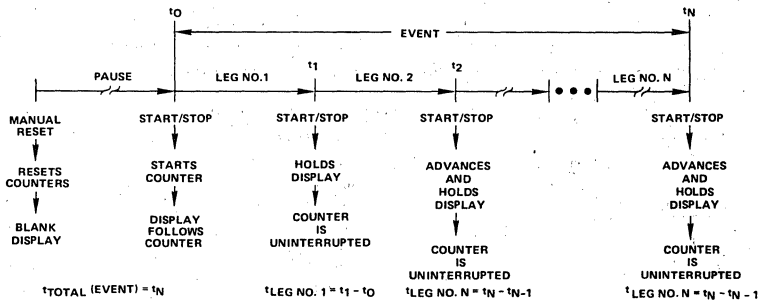 tO
tN
EVENT
PAUSE
LEG NO.1
t1
LEG NO. 2
t2
LEG NO. N
MANUAL
RESET
RESETS
COUNTERS
BLANK
DISPLAY
START/STOP
STARTS
COUNTER
DISPLAY
FOLLOWS
COUNTER
START/STOP
HOLDS
DISPLAY
COUNTER
IS
UNINTERRUPTED
START/STOP
ADVANCES
AND
HOLDS
DISPLAY
COUNTER
IS
UNINTERRUPTED
START/STOP
ADVANCES
AND
HOLDS
DISPLAY
COUNTER
IS
UNINTERRUPTED
tTOTAL (EVENT) = tN
tLEG NO. 1 = t1 - tO
tLEG NO. N = tN - tN-1
tLEG NO. N = tN - tN - 1